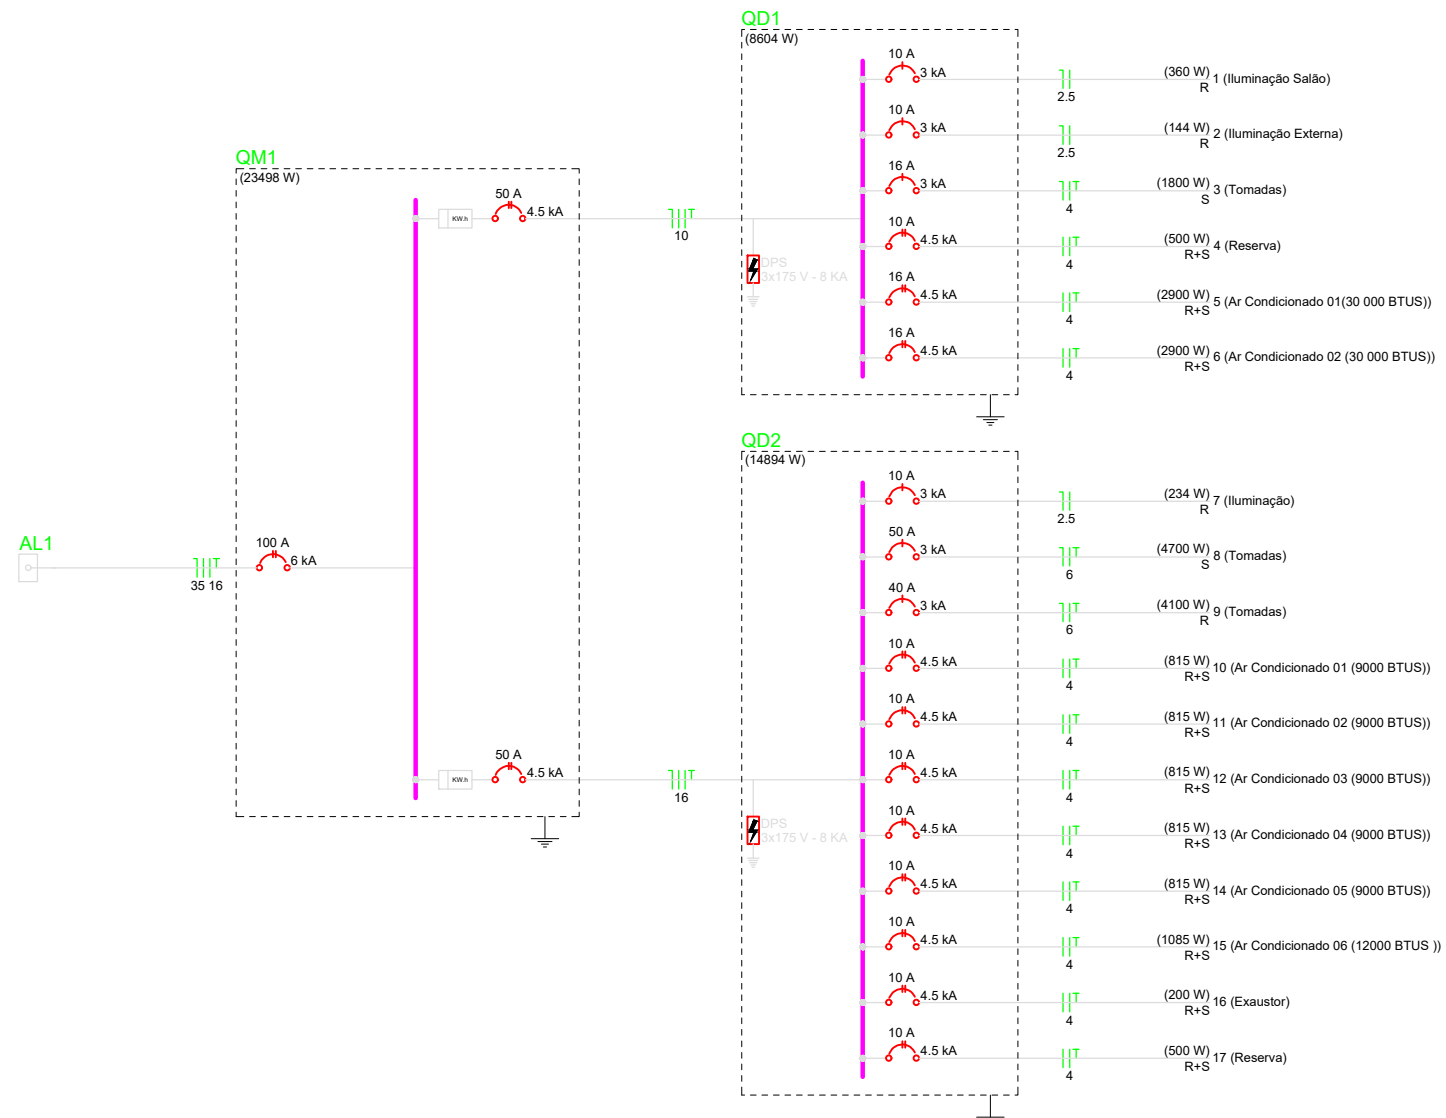 QD1
(8604 W)
10 A
3 kA
2.5
(360 W)
R
1 (Iluminação Salão)
10 A
3 kA
2.5
(144 W)
R
2 (Iluminação Externa)
16 A
3 kA
4
(1800 W)
S
3 (Tomadas)
10 A
4.5 kA
4
(500 W)
R+S
4 (Reserva)
16 A
4.5 kA
4
(2900 W)
R+S
5 (Ar Condicionado 01(30 000 BTUS))
16 A
4.5 kA
4
(2900 W)
R+S
6 (Ar Condicionado 02 (30 000 BTUS))
DPS
3x175 V - 8 KA
QM1
(23498 W)
KW.h
50 A
4.5 kA
10
AL1
35 16
100 A
6 kA
KW.h
50 A
4.5 kA
16
QD2
(14894 W)
10 A
3 kA
2.5
(234 W)
R
7 (Iluminação)
50 A
3 kA
6
(4700 W)
S
8 (Tomadas)
40 A
3 kA
6
(4100 W)
R
9 (Tomadas)
10 A
4.5 kA
4
(815 W)
R+S
10 (Ar Condicionado 01 (9000 BTUS))
10 A
4.5 kA
4
(815 W)
R+S
11 (Ar Condicionado 02 (9000 BTUS))
10 A
4.5 kA
4
(815 W)
R+S
12 (Ar Condicionado 03 (9000 BTUS))
DPS
3x175 V - 8 KA
10 A
4.5 kA
4
(815 W)
R+S
13 (Ar Condicionado 04 (9000 BTUS))
10 A
4.5 kA
4
(815 W)
R+S
14 (Ar Condicionado 05 (9000 BTUS))
10 A
4.5 kA
4
(1085 W)
R+S
15 (Ar Condicionado 06 (12000 BTUS ))
10 A
4.5 kA
4
(200 W)
R+S
16 (Exaustor)
10 A
4.5 kA
4
(500 W)
R+S
17 (Reserva)